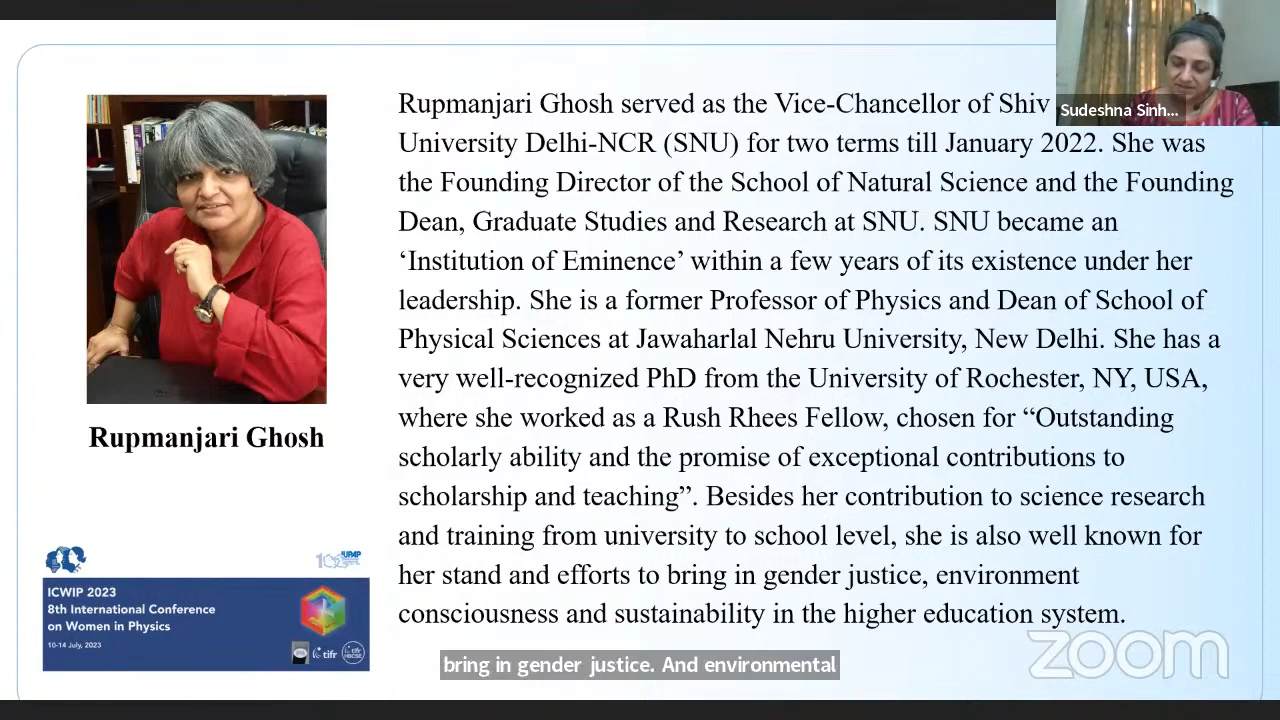 Rupmanjari Ghosh served as the Vice-Chancellor of Shiv
University Delhi-NCR (SNU) for two terms till January 2022. She was
the Founding Director of the School of Natural Science and the Founding
Dean, Graduate Studies and Research at SNU. SNU became an
‘Institution of Eminence’ within a few years of its existence under her
leadership. She is a former Professor of Physics and Dean of School of
Physical Sciences at Jawaharlal Nehru University, New Delhi. She has a
very well-recognized PhD from the University of Rochester, NY, USA,
where she worked as a Rush Rhees Fellow, chosen for “Outstanding
scholarly ability and the promise of exceptional contributions to
scholarship and teaching”. Besides her contribution to science research
and training from university to school level, she is also well known for
her stand and efforts to bring in gender justice, environment
consciousness and sustainability in the higher education system.
Sudeshna Sinh...
Rupmanjari Ghosh
IUPAP
ICWIP 2023
8th International Conference
on Women in Physics
10-14 July, 2023
tifr
tifr
HBCSE
bring in gender justice. And environmental
zoom